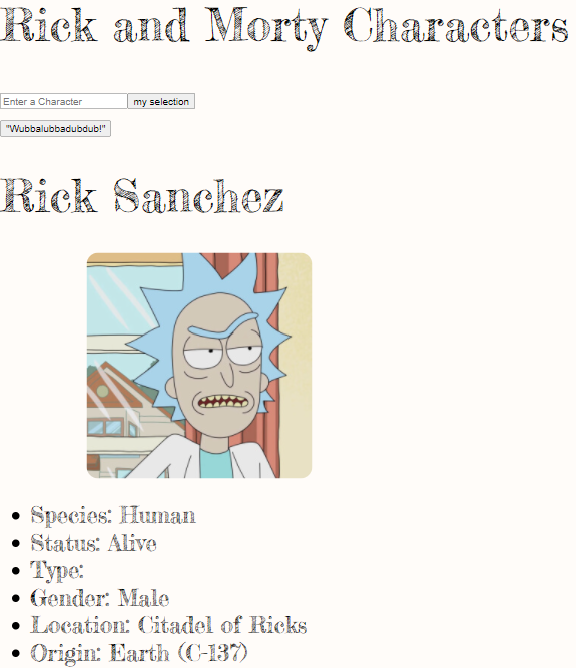 Rick and Morty Characters
Enter a Character my selection
"Wubbalubbadubdub!"
Rick Sanchez
Species: Human
Status: Alive
Type:
Gender: Male
Location: Citadel of Ricks
Origin: Earth (C-137)